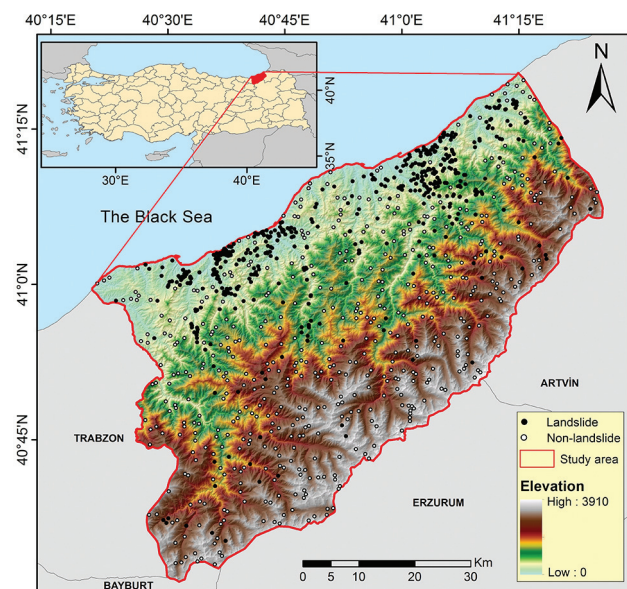 40°15'E 40°30'E 40°45'E 41°0'E 41°15'E
N
40°N
35°N
30°E 40°E
41°15'N
The Black Sea
41°0'N
ARTVİN
TRABZON
40°45'N
ERZURUM
BAYBURT
Landslide
Non-landslide
Study area
Elevation
High : 3910
Low : 0
Km
0 5 10 20 30